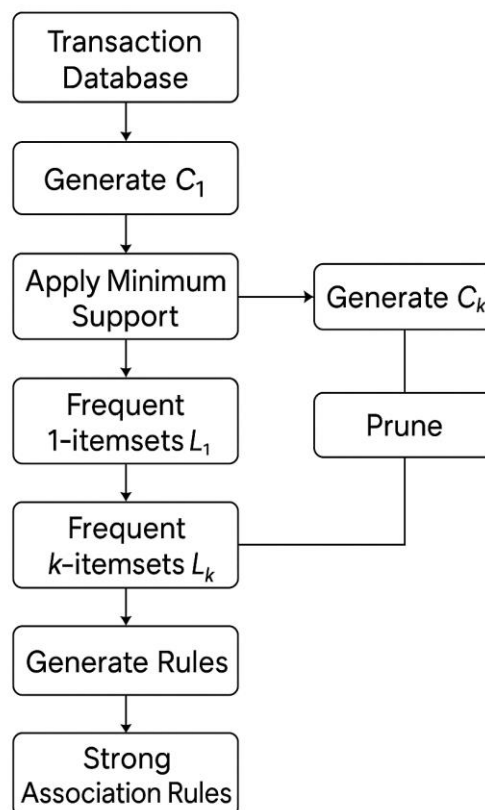 Transaction
Database
Generate C₁
Apply Minimum
Support
Generate Cₖ
Frequent
1-itemsets L₁
Prune
Frequent
k-itemsets Lₖ
Generate Rules
Strong
Association Rules